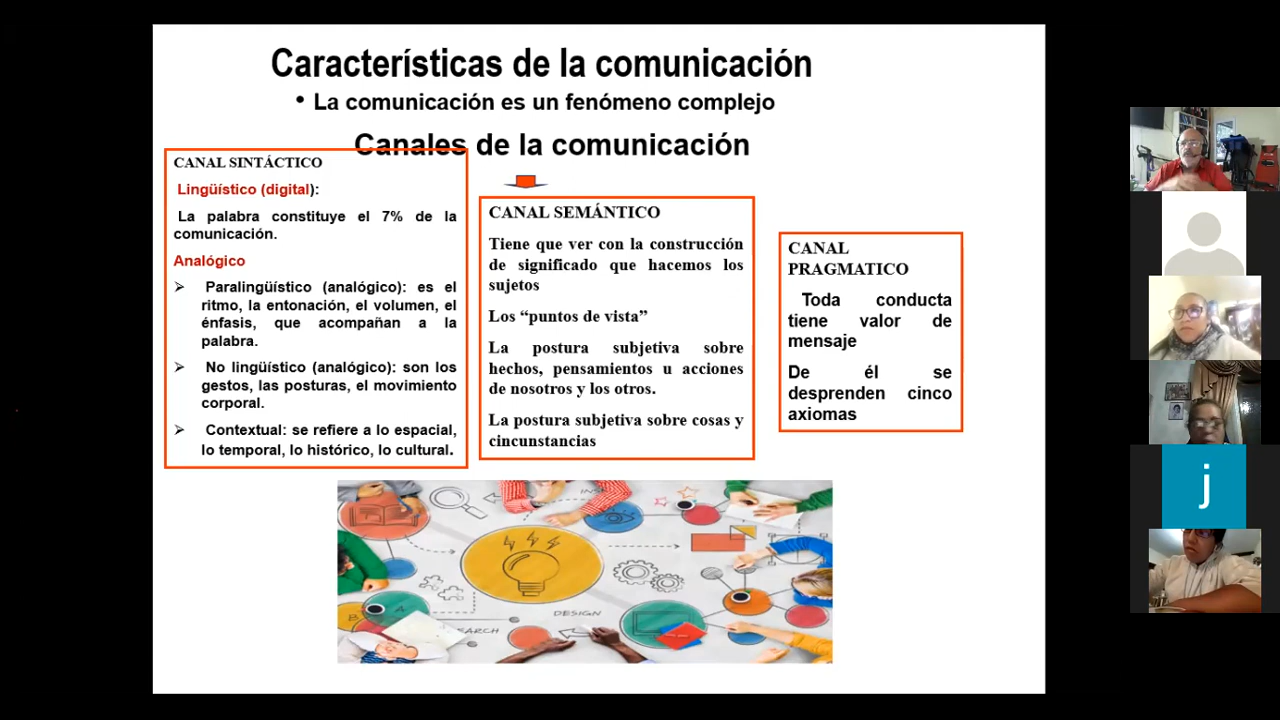 Características de la comunicación
• La comunicación es un fenómeno complejo
Canales de la comunicación
CANAL SINTÁCTICO
Lingüístico (digital):
La palabra constituye el 7% de la
comunicación.
Analógico
Paralingüístico (analógico): es el
ritmo, la entonación, el volumen, el
énfasis, que acompañan a la
palabra.
No lingüístico (analógico): son los
gestos, las posturas, el movimiento
corporal.
Contextual: se refiere a lo espacial,
lo temporal, lo histórico, lo cultural.
CANAL SEMÁNTICO
Tiene que ver con la construcción
de significado que hacemos los
sujetos
Los “puntos de vista”
La postura subjetiva sobre
hechos, pensamientos u acciones
de nosotros y los otros.
La postura subjetiva sobre cosas y
cincunstancias
CANAL
PRAGMATICO
Toda conducta
tiene valor de
mensaje
De él se
desprenden cinco
axiomas
B
A
DESIGN
j